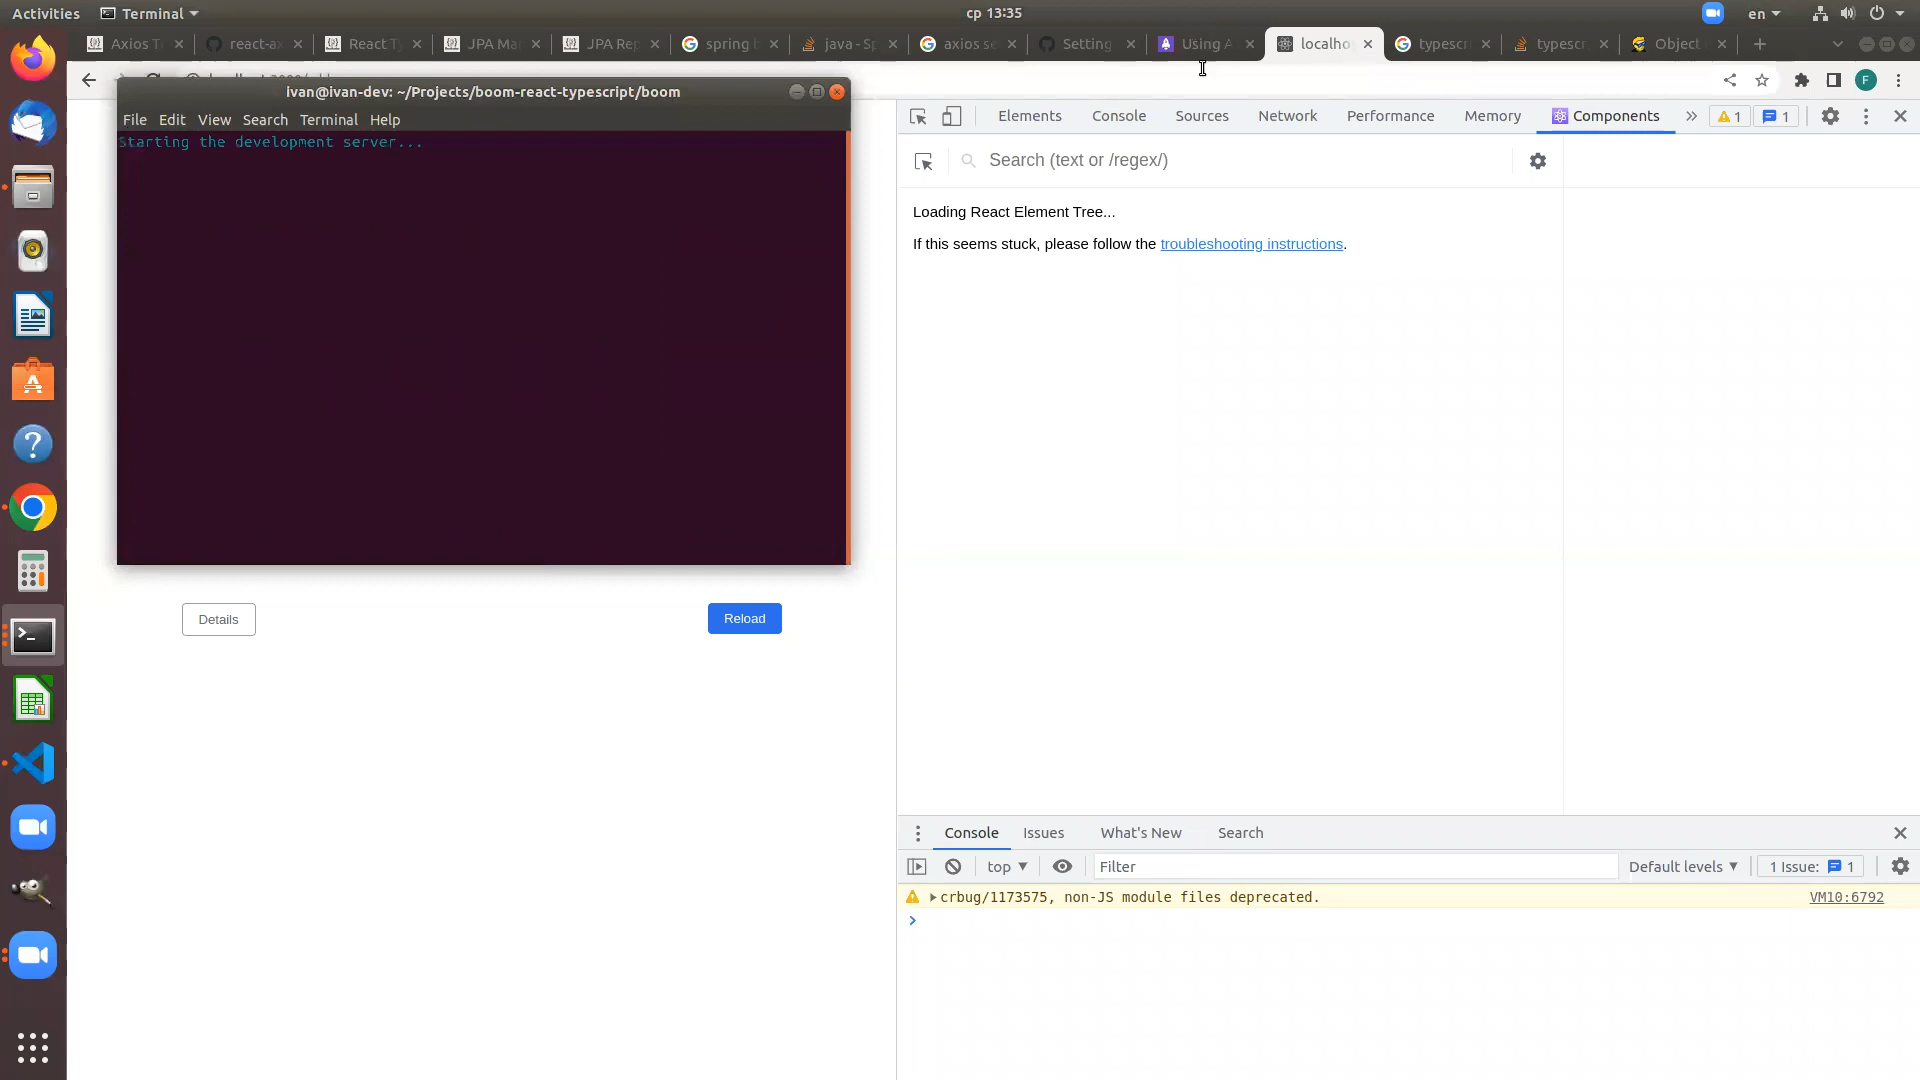 Activities
Terminal
cp 13:35
en
Axios T
react-ax
React Ty
JPA Ma
JPA Rep
spring
java - Sp
axios se
Setting
Using A
localho
typescr
typescr
Object
F
ivan@ivan-dev: ~/Projects/boom-react-typescript/boom
File Edit View Search Terminal Help
Starting the development server...
Details
Reload
Elements
Console
Sources
Network
Performance
Memory
Components
1
1
Search (text or /regex/)
Loading React Element Tree...
If this seems stuck, please follow the troubleshooting instructions.
Console
Issues
What's New
Search
top
Filter
Default levels
1 Issue: 1
crbug/1173575, non-JS module files deprecated.
VM10:6792